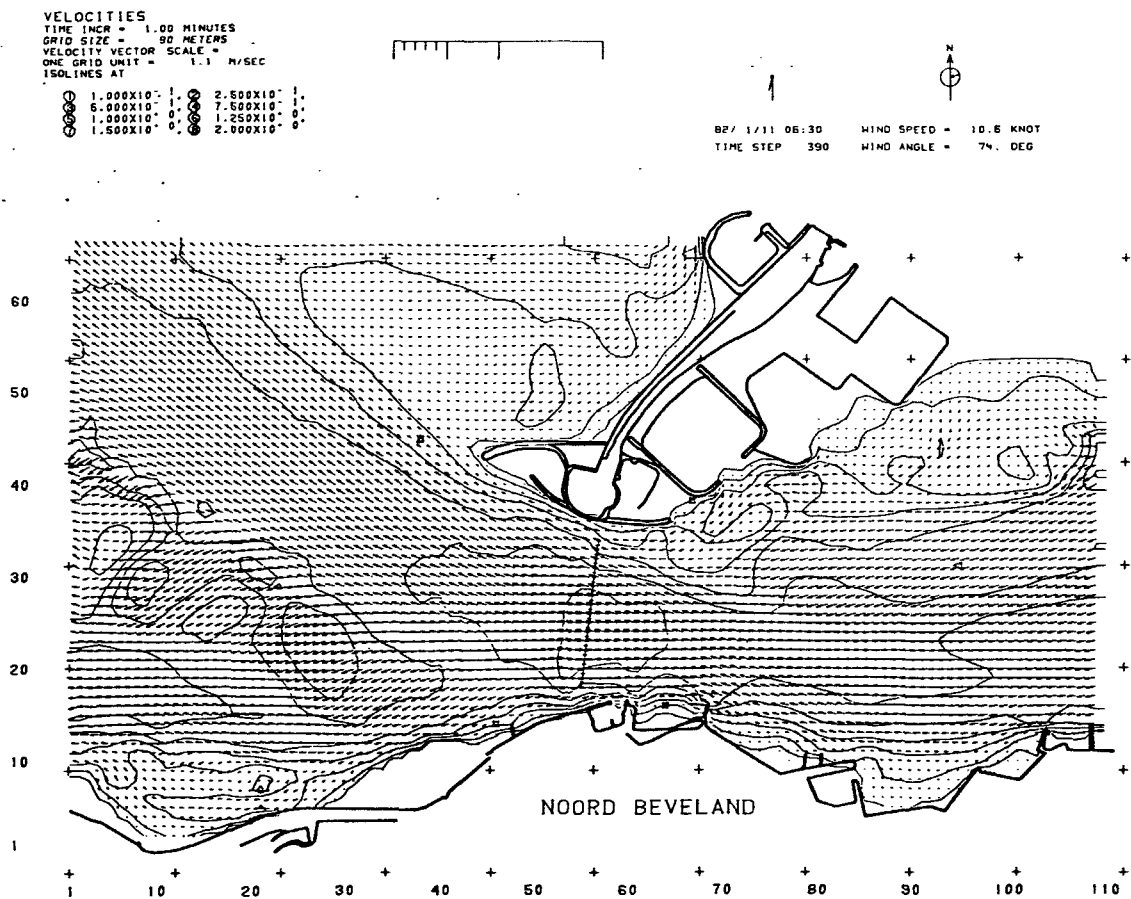 VELOCITIES
TIME INCR = 1.00 MINUTES
GRID SIZE = 90 METERS
VELOCITY VECTOR SCALE =
ONE GRID UNIT = 1.1 M/SEC
ISOLINES AT
① 1.000X10⁻¹, ② 2.500X10⁻¹,
③ 5.000X10⁻¹, ④ 7.500X10⁻¹,
⑤ 1.000X10⁰, ⑥ 1.250X10⁰,
⑦ 1.500X10⁰, ⑧ 2.000X10⁰,
N
82/ 1/11 06:30 WIND SPEED = 10.6 KNOT
TIME STEP 390 WIND ANGLE = 74. DEG
60
50
40
30
20
10
1
NOORD BEVELAND
1 10 20 30 40 50 60 70 80 90 100 110